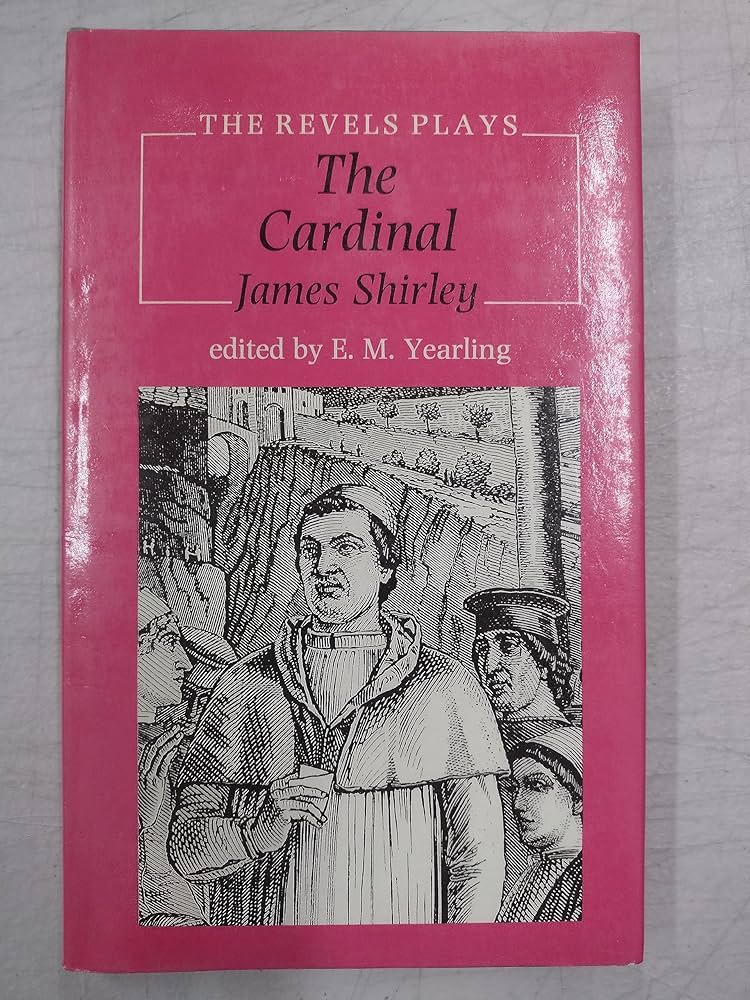 THE REVELS PLAYS
The
Cardinal
James Shirley
edited by E. M. Yearling